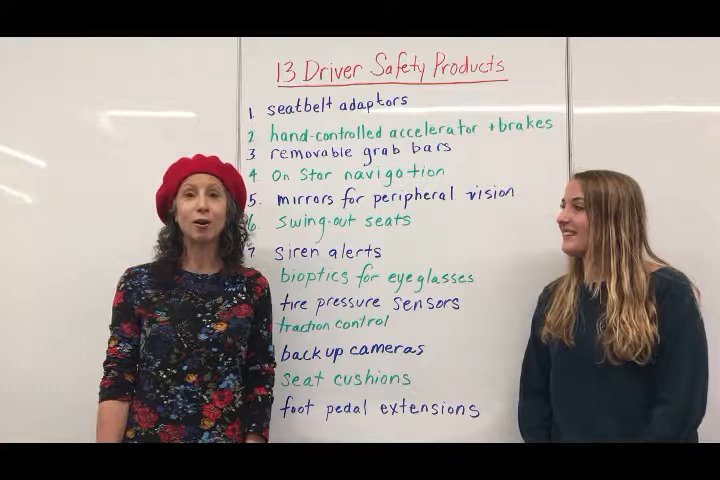 13 Driver Safety Products
1. seatbelt adaptors
2 hand-controlled accelerator + brakes
3 removable grab bars
4. On Star navigation
5. mirrors for peripheral vision
6. swing-out seats
7 siren alerts
bioptics for eyeglasses
tire pressure sensors
traction control
backup cameras
seat cushions
foot pedal extensions